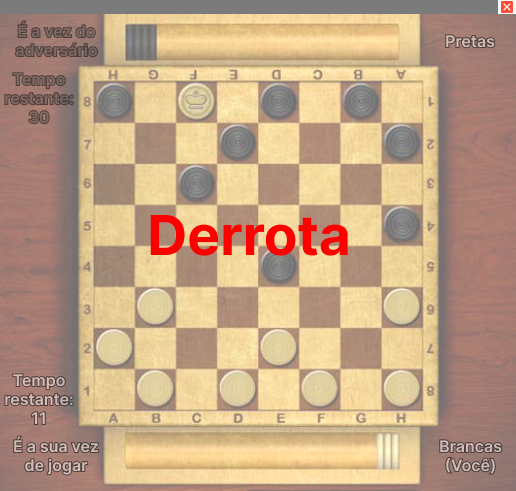 É a vez do
adversário
Pretas
Tempo
restante:
30
H G F E D C B A
8 1
7 2
6 3
5 4
Derrota
4 5
3 6
2 7
1 8
A B C D E F G H
Tempo
restante:
11
É a sua vez
de jogar
Brancas
(Você)